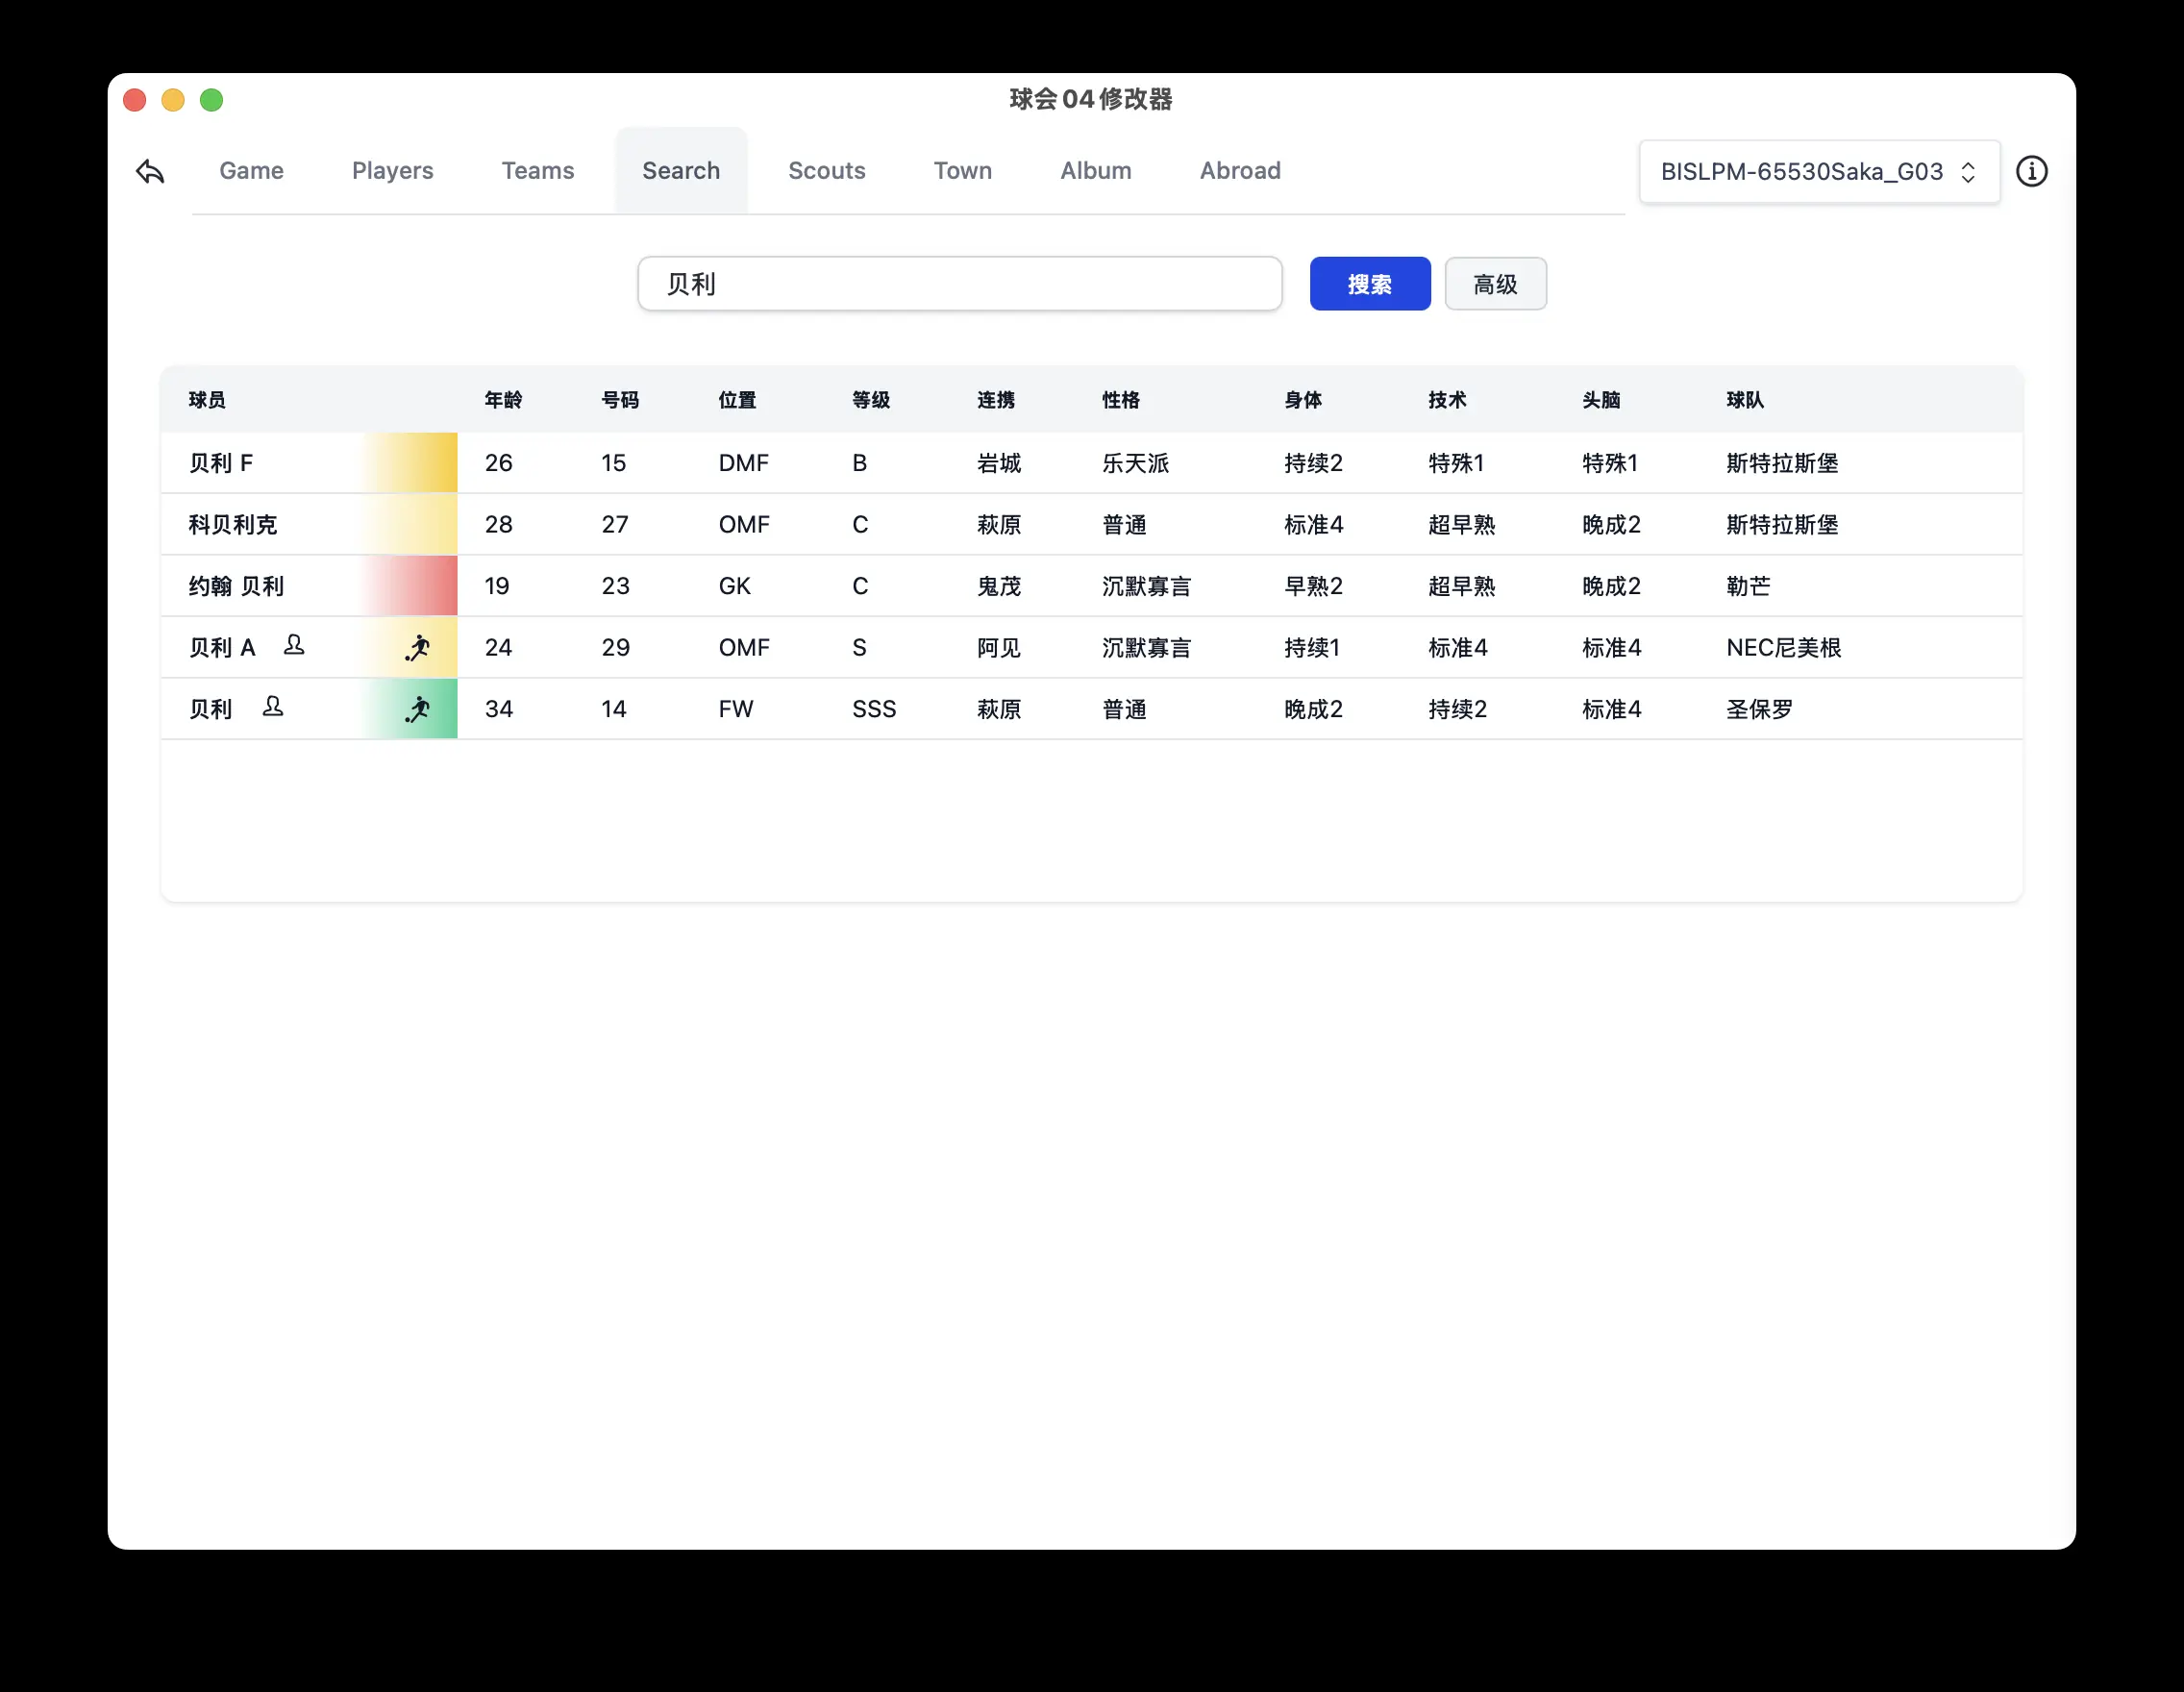 球会04修改器
Game Players Teams Search Scouts Town Album Abroad BISLPM-65530Saka_G03
贝利 搜索 高级
球员 年龄 号码 位置 等级 连携 性格 身体 技术 头脑 球队
贝利 F 26 15 DMF B 岩城 乐天派 持续2 特殊1 特殊1 斯特拉斯堡
科贝利克 28 27 OMF C 萩原 普通 标准4 超早熟 晚成2 斯特拉斯堡
约翰 贝利 19 23 GK C 鬼茂 沉默寡言 早熟2 超早熟 晚成2 勒芒
贝利 A 24 29 OMF S 阿见 沉默寡言 持续1 标准4 标准4 NEC尼美根
贝利 34 14 FW SSS 萩原 普通 晚成2 持续2 标准4 圣保罗